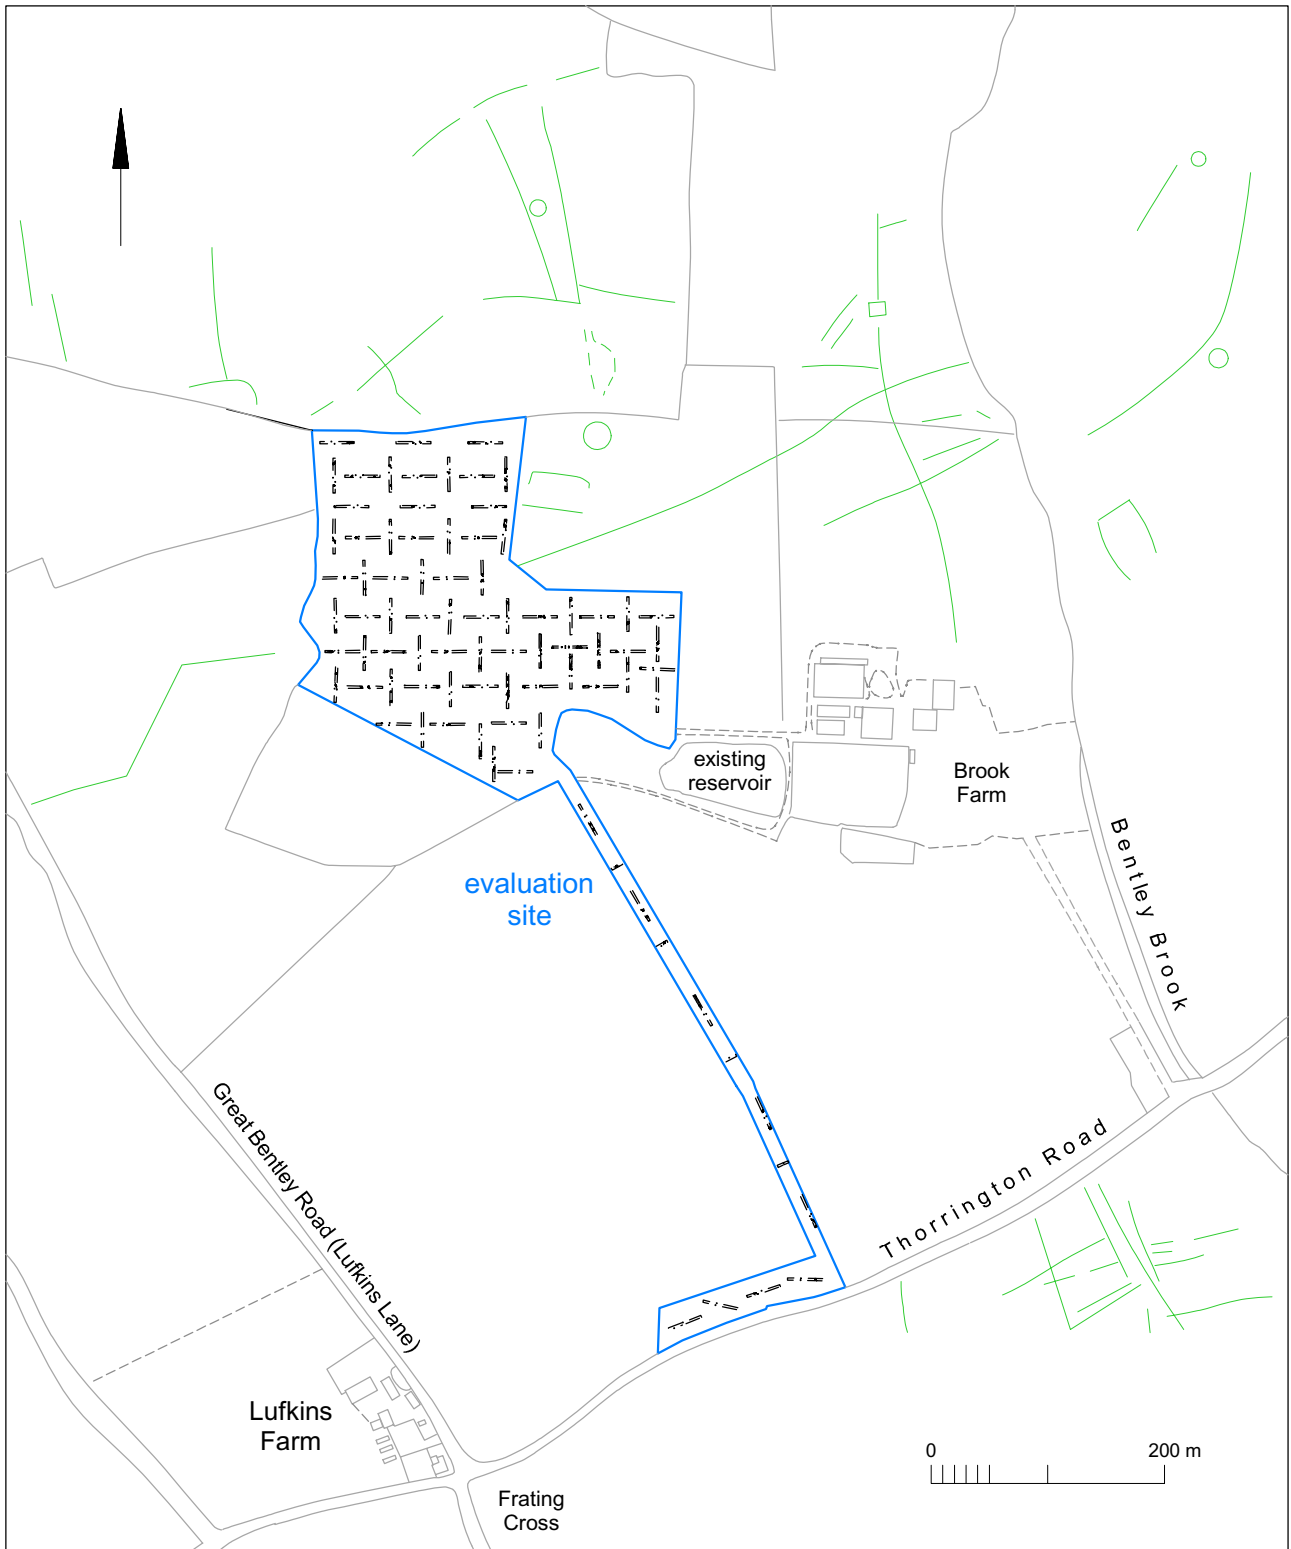 existing
reservoir
Brook
Farm
Bentley Brook
evaluation
site
Great Bentley Road (Lufkins Lane)
Thorrington Road
Lufkins
Farm
Frating
Cross
0 200 m